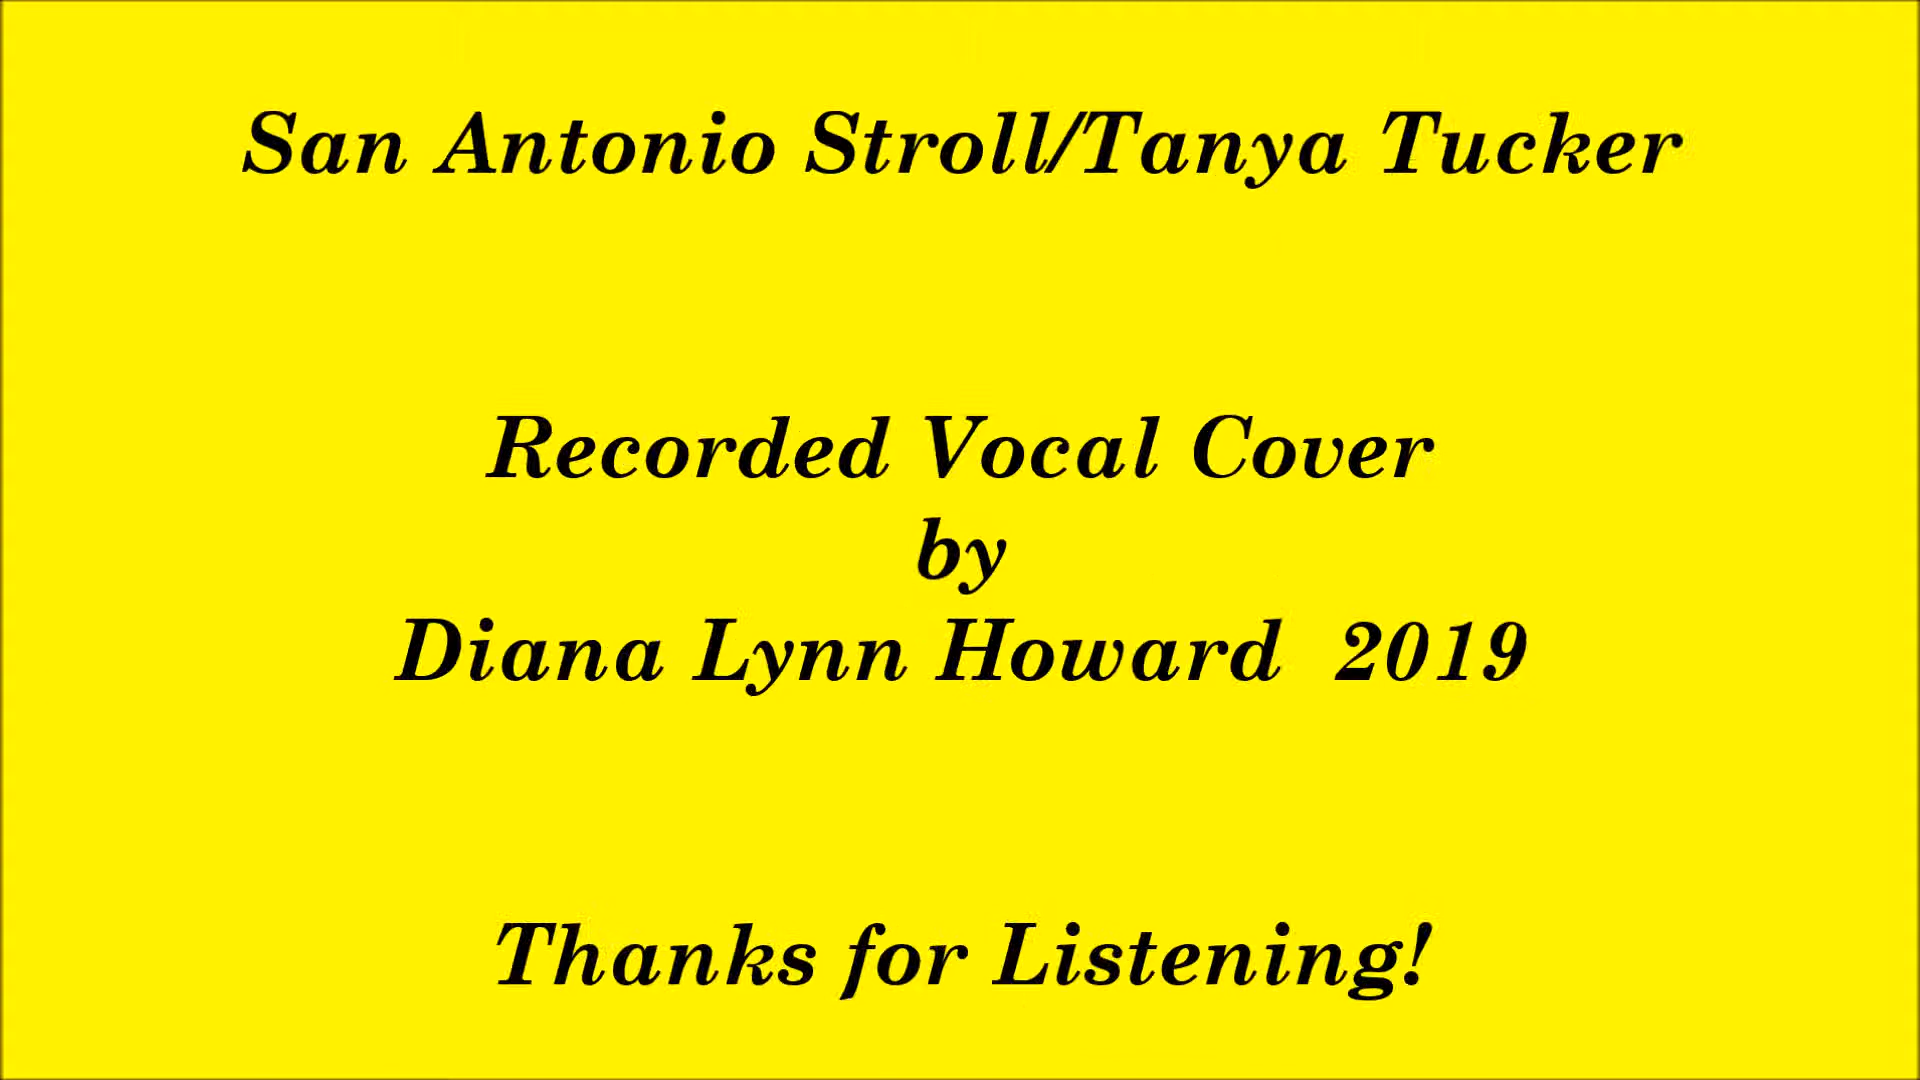 San Antonio Stroll/Tanya Tucker
Recorded Vocal Cover
by
Diana Lynn Howard  2019
Thanks for Listening!